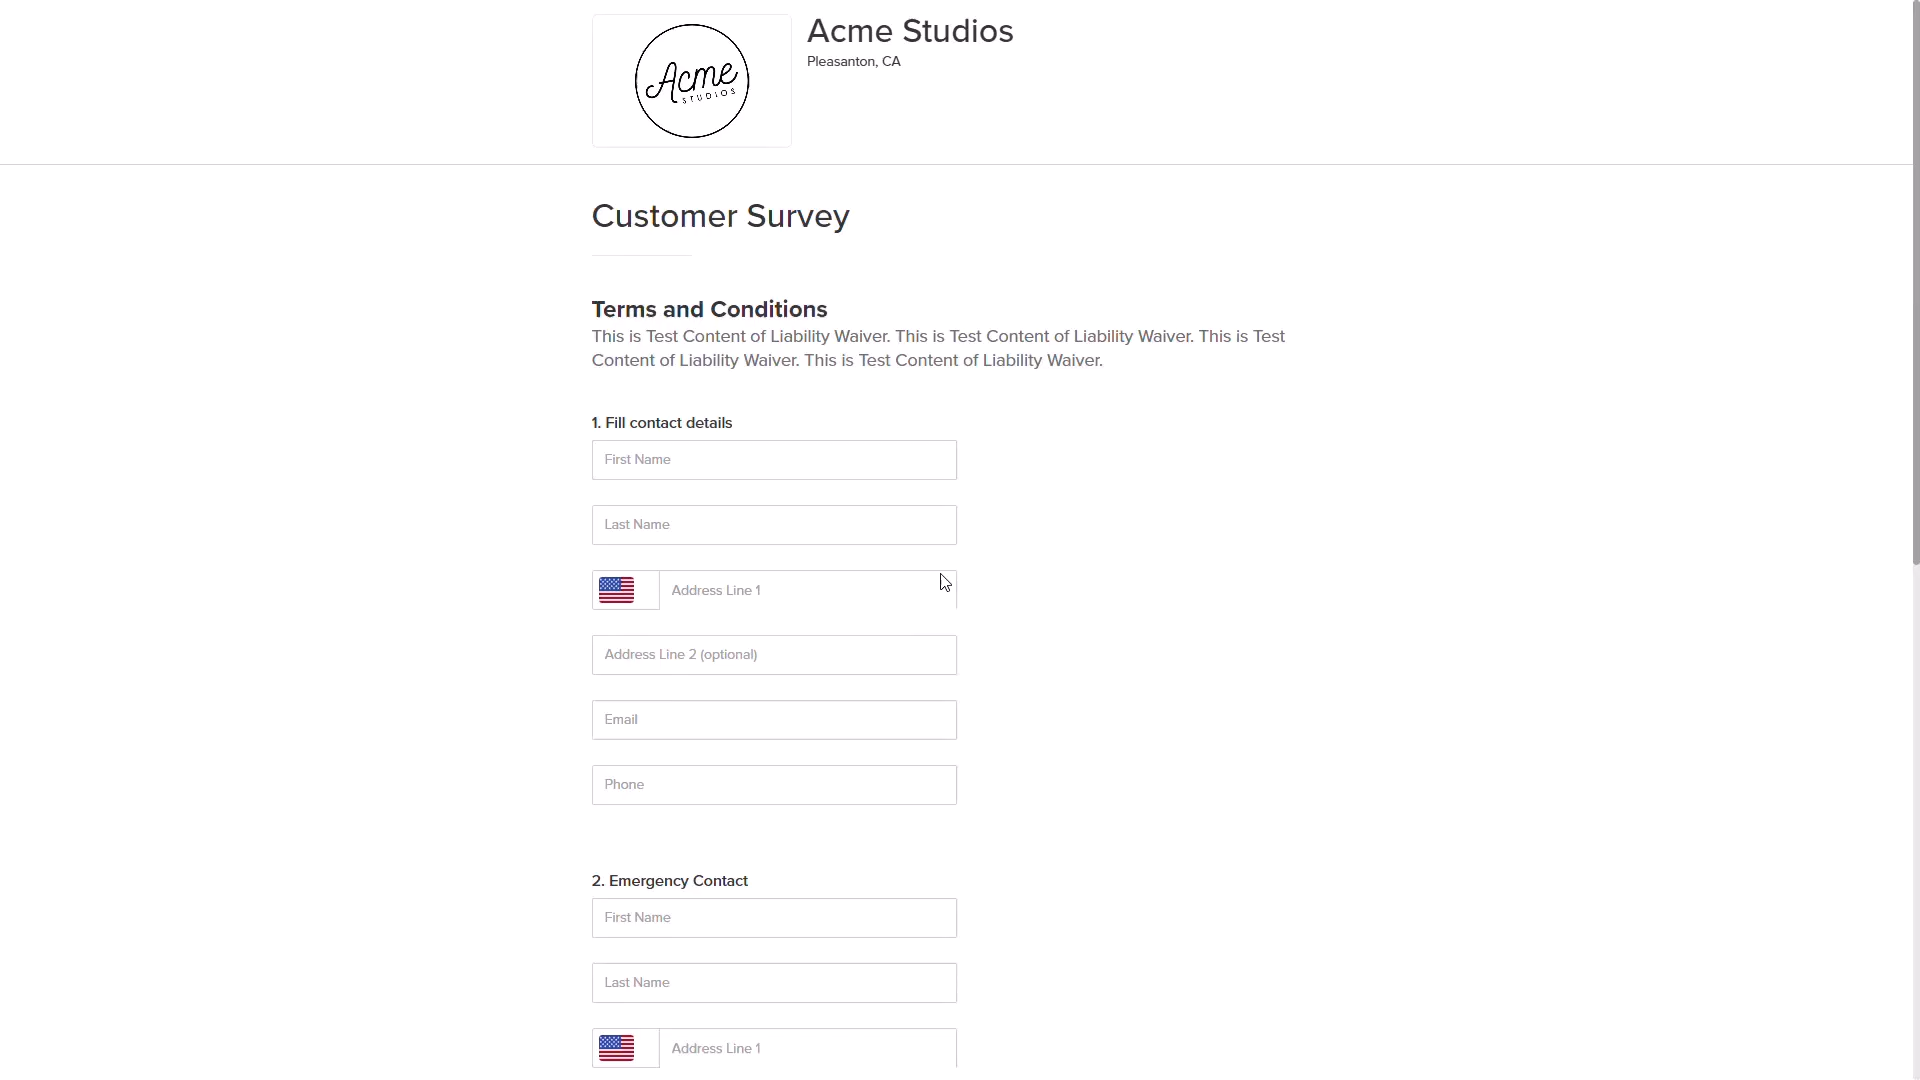 Acme
STUDIOS
Acme Studios
Pleasanton, CA
Customer Survey
Terms and Conditions
This is Test Content of Liability Waiver. This is Test Content of Liability Waiver. This is Test
Content of Liability Waiver. This is Test Content of Liability Waiver.
1. Fill contact details
First Name
Last Name
Address Line 1
Address Line 2 (optional)
Email
Phone
2. Emergency Contact
First Name
Last Name
Address Line 1